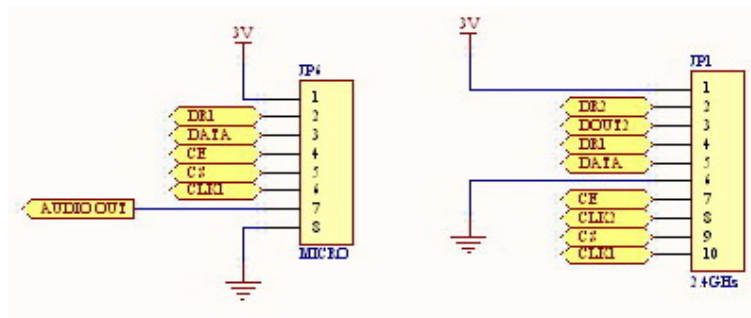 3V
JP6
1
DR1 2
DATA 3
CE 4
CS 5
CLK1 6
AUDIO OUT 7
8
MICRO
3V
JP1
1
DR2 2
DOUT2 3
DR1 4
DATA 5
6
CE 7
CLK2 8
CS 9
CLK1 10
2.4GHs